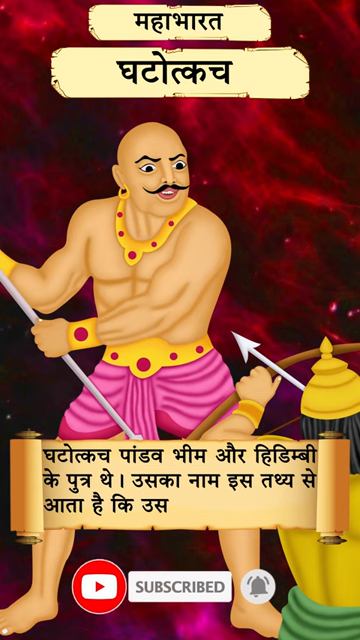 महाभारत
घटोत्कच
घटोत्कच पांडव भीम और हिडिम्बी
के पुत्र थे। उसका नाम इस तथ्य से
आता है कि उस
SUBSCRIBED